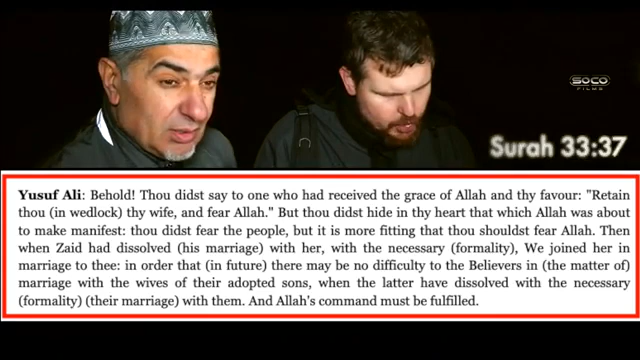 SOCO
FILMS
Surah 33:37
Yusuf Ali: Behold! Thou didst say to one who had received the grace of Allah and thy favour: "Retain
thou (in wedlock) thy wife, and fear Allah." But thou didst hide in thy heart that which Allah was about
to make manifest: thou didst fear the people, but it is more fitting that thou shouldst fear Allah. Then
when Zaid had dissolved (his marriage) with her, with the necessary (formality), We joined her in
marriage to thee: in order that (in future) there may be no difficulty to the Believers in (the matter of)
marriage with the wives of their adopted sons, when the latter have dissolved with the necessary
(formality) (their marriage) with them. And Allah's command must be fulfilled.